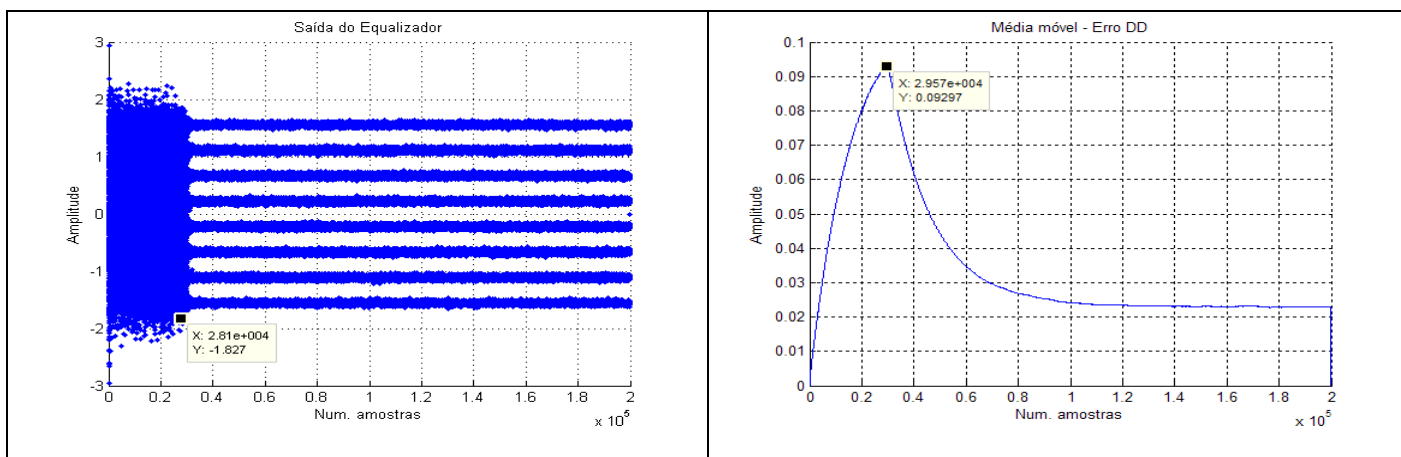 Saída do Equalizador
3
2
1
0
-1
-2
-3
Amplitude
X: 2.81e+004
Y: -1.827
0 0.2 0.4 0.6 0.8 1 1.2 1.4 1.6 1.8 2
Num. amostras
x 10^5
Média móvel - Erro DD
0.1
0.09
0.08
0.07
0.06
0.05
0.04
0.03
0.02
0.01
0
Amplitude
X: 2.957e+004
Y: 0.09297
0 0.2 0.4 0.6 0.8 1 1.2 1.4 1.6 1.8 2
Num. amostras
x 10^5